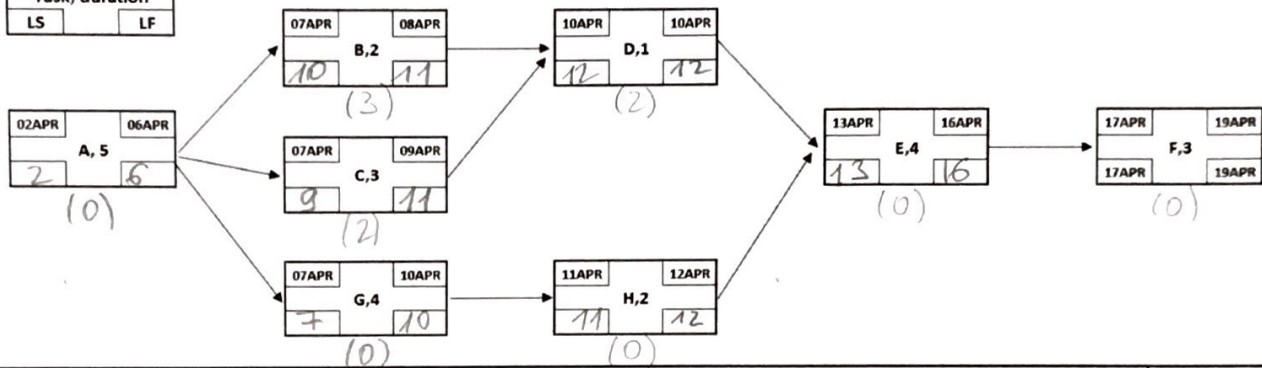 Task, duration
LS LF
07APR 08APR
B,2
10 11
(3)
10APR 10APR
D,1
12 12
(2)
02APR 06APR
A, 5
2 6
(0)
07APR 09APR
C,3
9 11
(2)
13APR 16APR
E,4
13 16
(0)
17APR 19APR
F,3
17APR 19APR
(0)
07APR 10APR
G,4
7 10
(0)
11APR 12APR
H,2
11 12
(0)